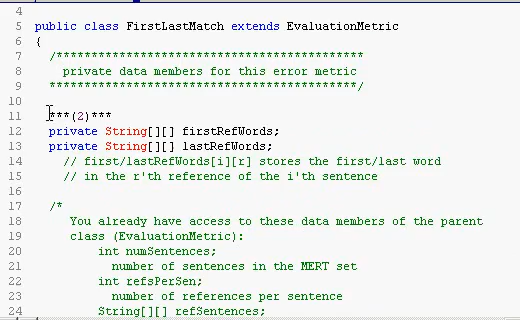 4
5 public class FirstLastMatch extends EvaluationMetric
6 {
7 /********************************************
8 private data members for this error metric
9 ********************************************/
10
11 ***(2)***
12 private String[][] firstRefWords;
13 private String[][] lastRefWords;
14 // first/lastRefWords[i][r] stores the first/last word
15 // in the r'th reference of the i'th sentence
16
17 /*
18 You already have access to these data members of the parent
19 class (EvaluationMetric):
20 int numSentences;
21 number of sentences in the MERT set
22 int refsPerSen;
23 number of references per sentence
24 String[][] refSentences;